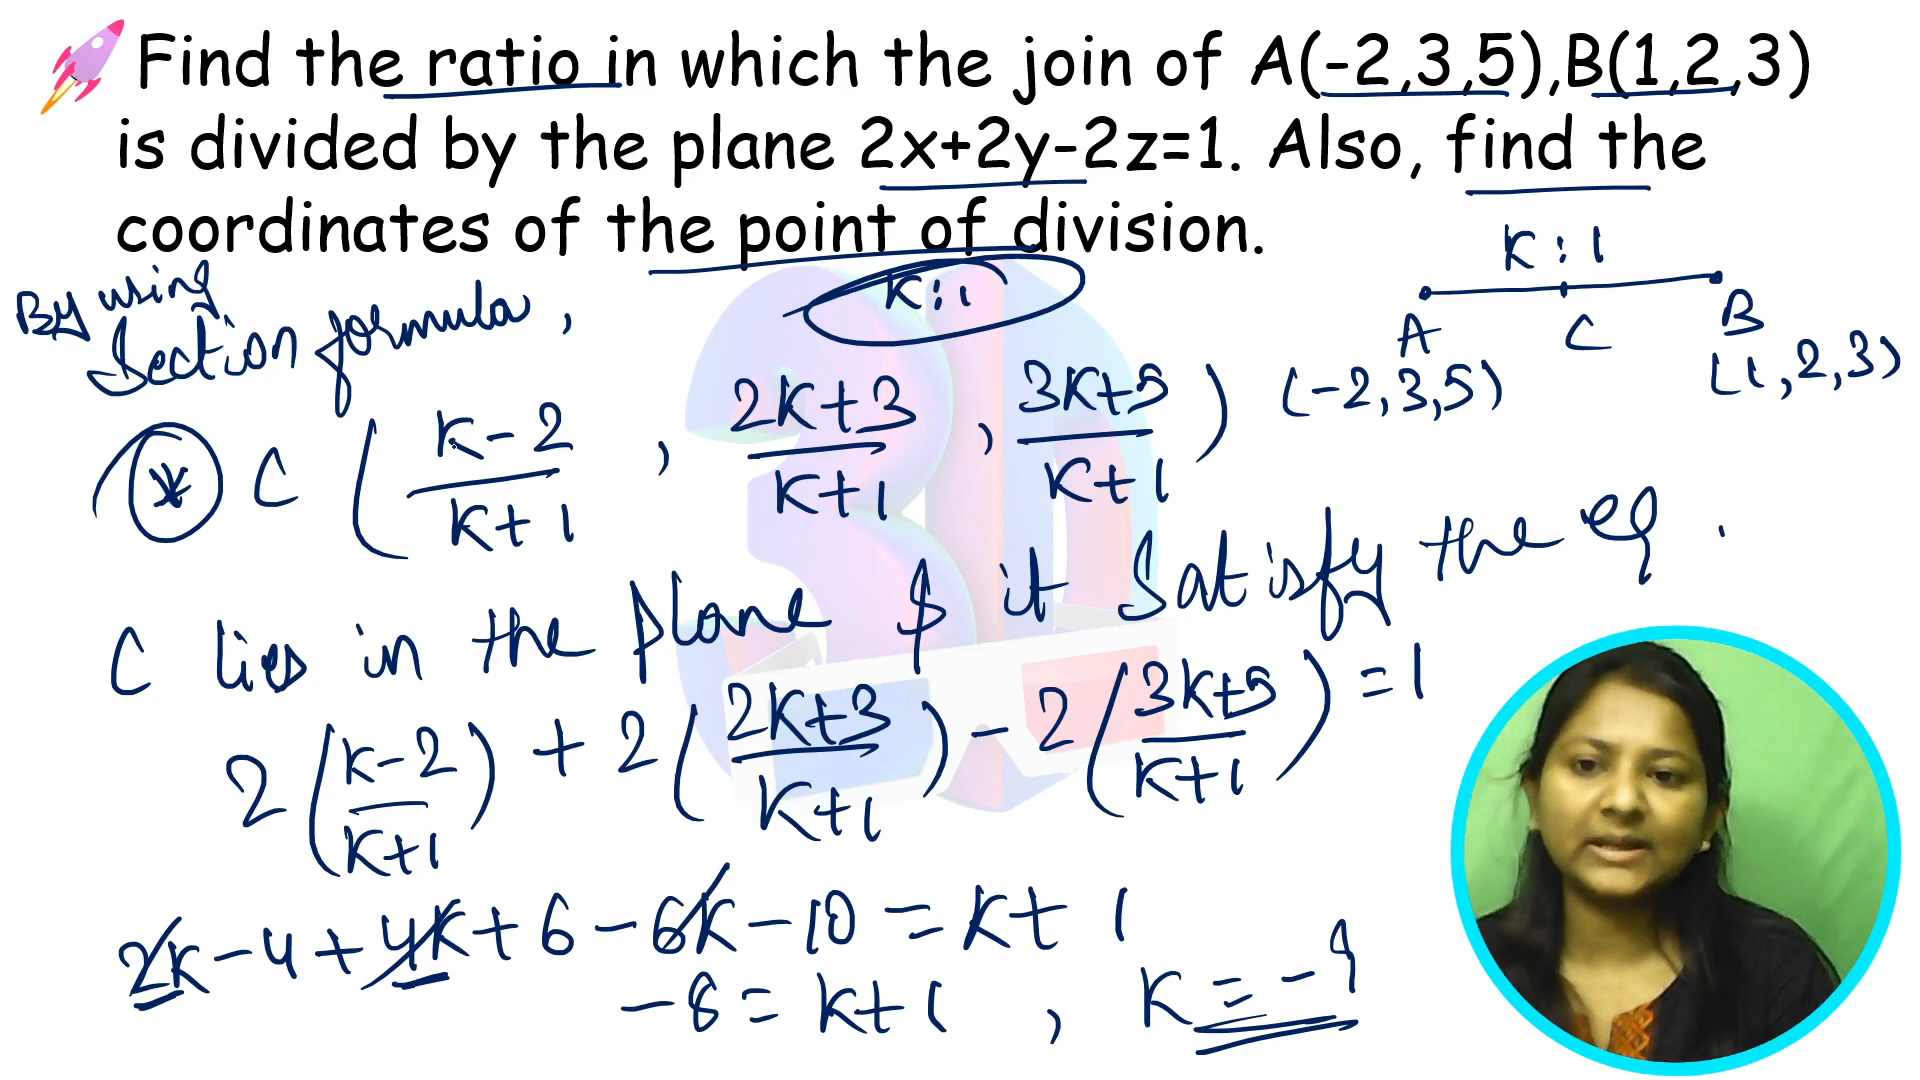 Find the ratio in which the join of A(-2,3,5),B(1,2,3)
is divided by the plane 2x+2y-2z=1. Also, find the
coordinates of the point of division.
K:1
K:1
A C B
(-2,3,5) (1,2,3)
By using
Section formula,
* C ( K-2/K+1 , 2K+3/K+1 , 3K+5/K+1 )
C lies in the plane & it Satisfy the eq.
2(K-2/K+1) + 2(2K+3/K+1) - 2(3K+5/K+1) = 1
2K-4+4K+6-6K-10=K+1
-8=K+1 , K=-9